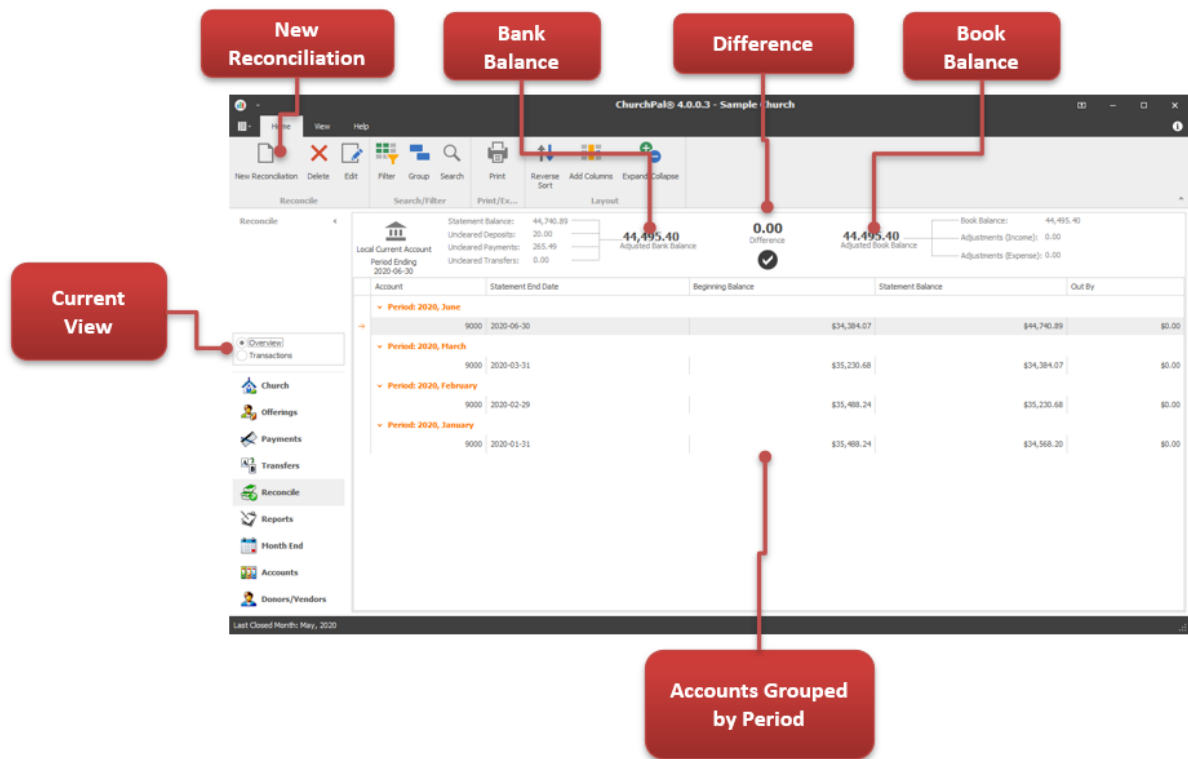 New
Reconciliation
Bank
Balance
Difference
Book
Balance
ChurchPal® 4.0.0.3 - Sample Church
Home View Help
New Reconciliation Delete Edit Filter Group Search Print Reverse Sort Add Columns Expand/Collapse
Reconcile Search/Filter Print/Ex... Layout
Reconcile
Local Current Account
Period Ending
2020-06-30
Statement Balance: 44,740.89
Uncleared Deposits: 20.00
Uncleared Payments: 265.49
Uncleared Transfers: 0.00
44,495.40
Adjusted Bank Balance
0.00
Difference
44,495.40
Adjusted Book Balance
Book Balance: 44,495.40
Adjustments (Income): 0.00
Adjustments (Expense): 0.00
Account Statement End Date Beginning Balance Statement Balance Out By
Period: 2020, June
9000 2020-06-30 $34,384.07 $44,740.89 $0.00
Period: 2020, March
9000 2020-03-31 $35,230.68 $34,384.07 $0.00
Period: 2020, February
9000 2020-02-29 $35,488.24 $35,230.68 $0.00
Period: 2020, January
9000 2020-01-31 $35,488.24 $34,568.20 $0.00
Current
View
Overview
Transactions
Church
Offerings
Payments
Transfers
Reconcile
Reports
Month End
Accounts
Donors/Vendors
Last Closed Month: May, 2020
Accounts Grouped
by Period